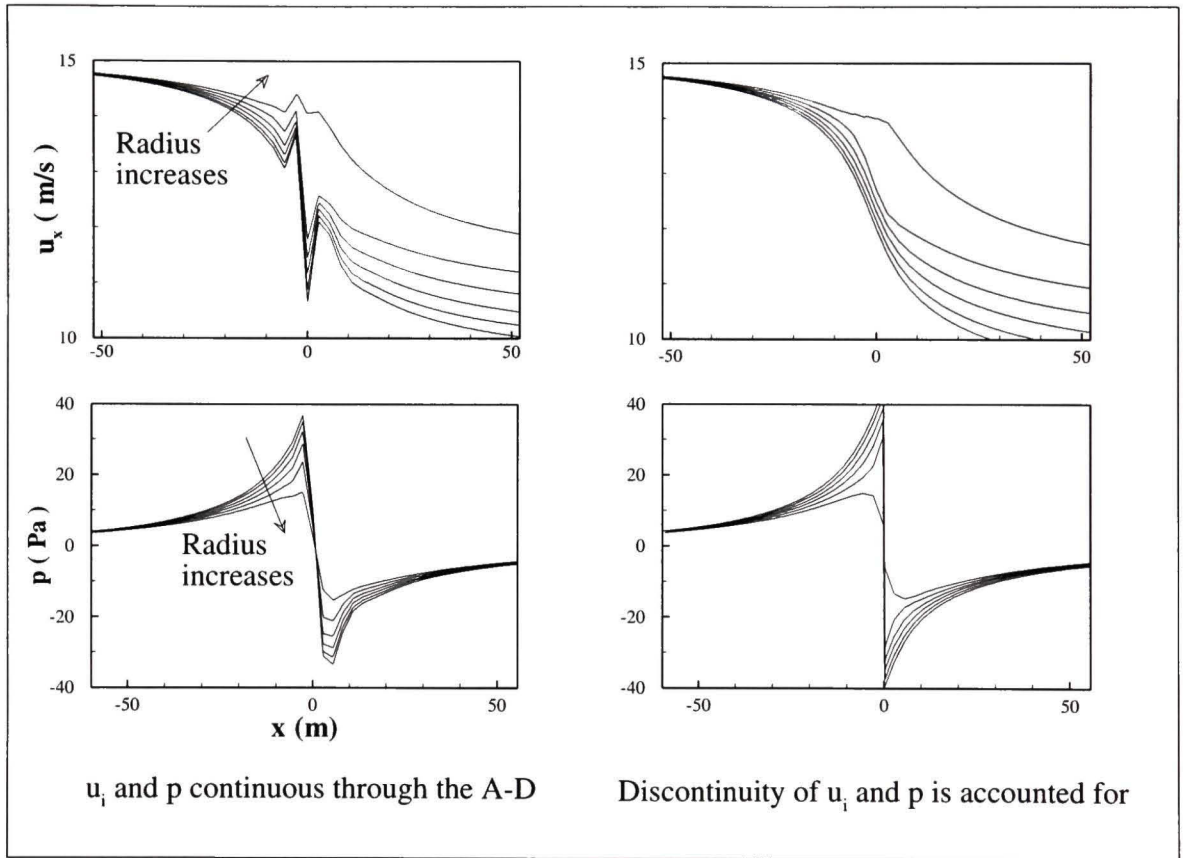 15
Radius
increases
u_x ( m/s)
10
-50
0
50
15
10
-50
0
50
40
20
0
-20
-40
p ( Pa)
Radius
increases
-50
0
50
x (m)
40
20
0
-20
-40
-50
0
50
u_i and p continuous through the A-D
Discontinuity of u_i and p is accounted for